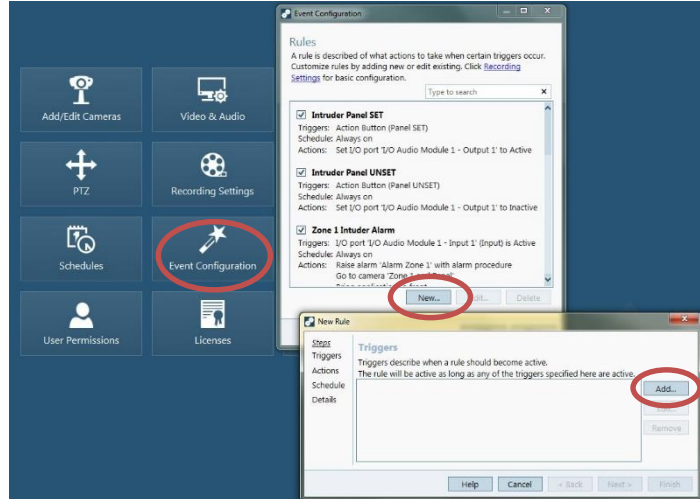 Add/Edit Cameras
Video & Audio
PTZ
Recording Settings
Schedules
Event Configuration
User Permissions
Licenses
Event Configuration
Rules
A rule is described of what actions to take when certain triggers occur.
Customize rules by adding new or edit existing. Click Recording
Settings for basic configuration.
Type to search
Intruder Panel SET
Triggers: Action Button (Panel SET)
Schedule: Always on
Actions: Set I/O port 'I/O Audio Module 1 - Output 1' to Active
Intruder Panel UNSET
Triggers: Action Button (Panel UNSET)
Schedule: Always on
Actions: Set I/O port 'I/O Audio Module 1 - Output 1' to Inactive
Zone 1 Intuder Alarm
Triggers: I/O port 'I/O Audio Module 1 - Input 1' (Input) is Active
Schedule: Always on
Actions: Raise alarm 'Alarm Zone 1' with alarm procedure
Go to camera 'Zone 1 and Panel'
New...
Edit...
Delete
New Rule
Steps
Triggers
Actions
Schedule
Details
Triggers
Triggers describe when a rule should become active.
The rule will be active as long as any of the triggers specified here are active.
Add...
Edit...
Remove
Help
Cancel
< Back
Next >
Finish